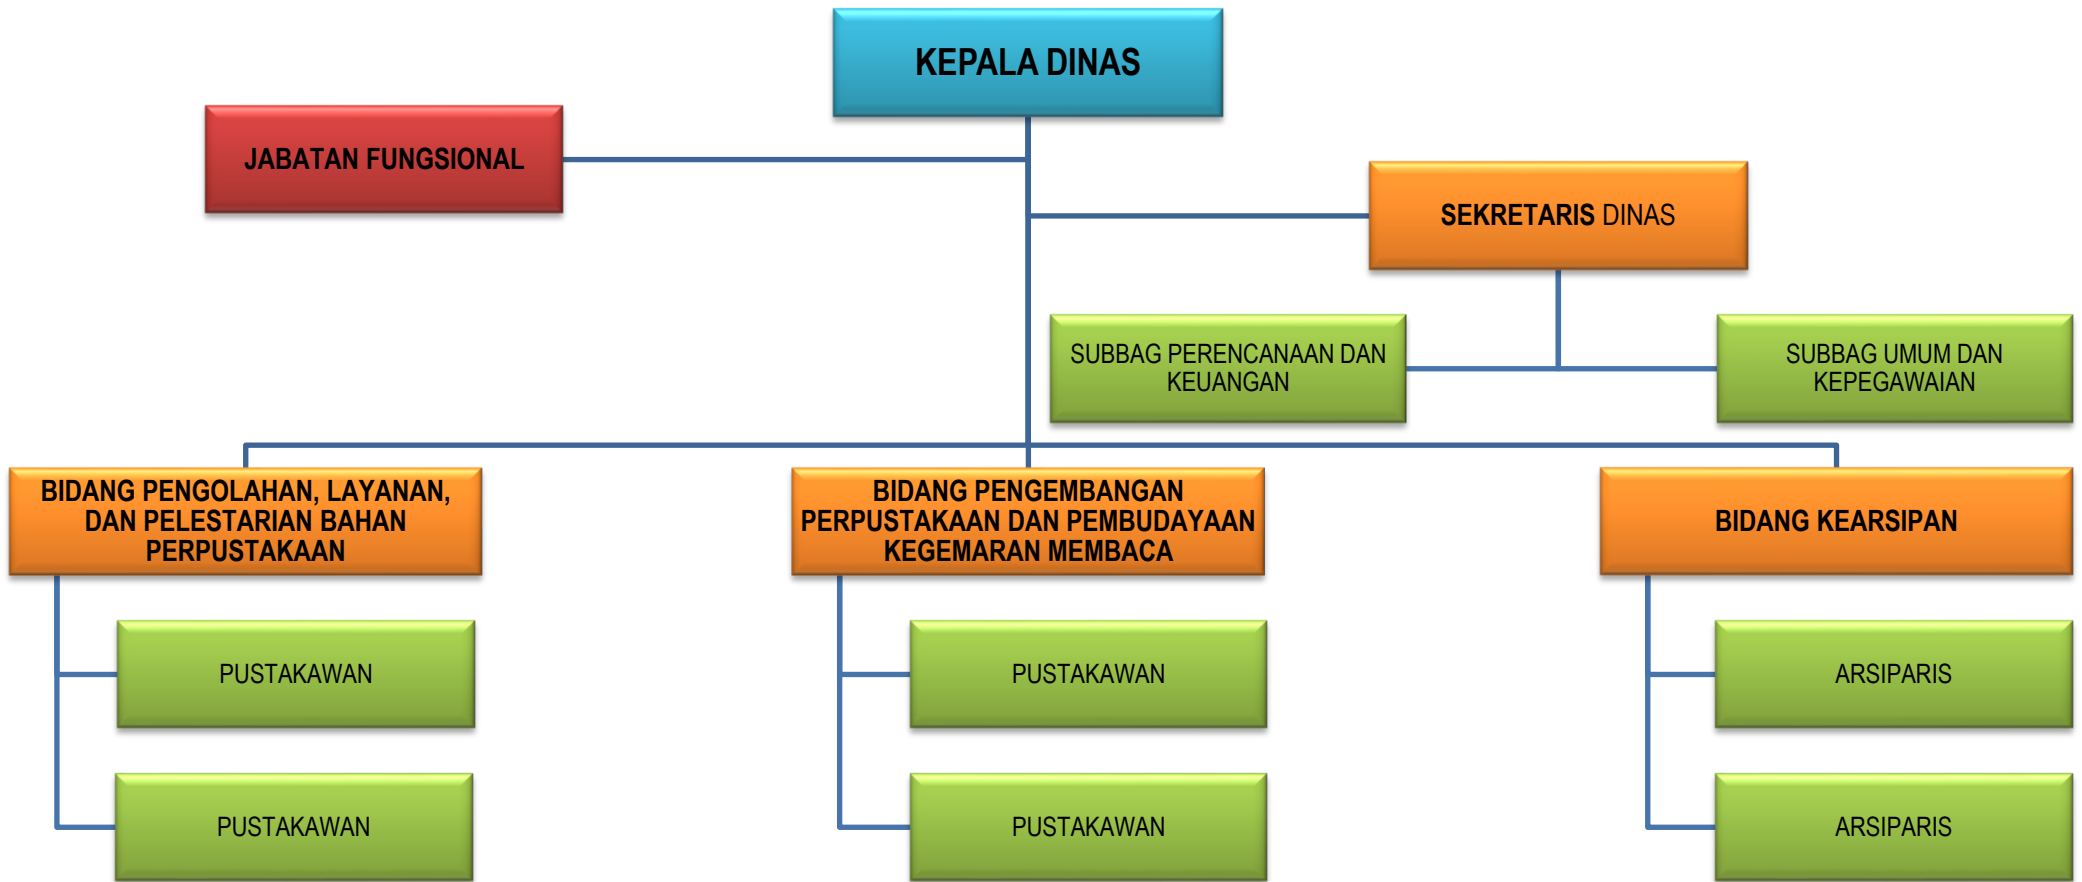 KEPALA DINAS
JABATAN FUNGSIONAL
SEKRETARIS DINAS
SUBBAG PERENCANAAN DAN
KEUANGAN
SUBBAG UMUM DAN
KEPEGAWAIAN
BIDANG PENGOLAHAN, LAYANAN,
DAN PELESTARIAN BAHAN
PERPUSTAKAAN
BIDANG PENGEMBANGAN
PERPUSTAKAAN DAN PEMBUDAYAAN
KEGEMARAN MEMBACA
BIDANG KEARSIPAN
PUSTAKAWAN
PUSTAKAWAN
ARSIPARIS
PUSTAKAWAN
PUSTAKAWAN
ARSIPARIS